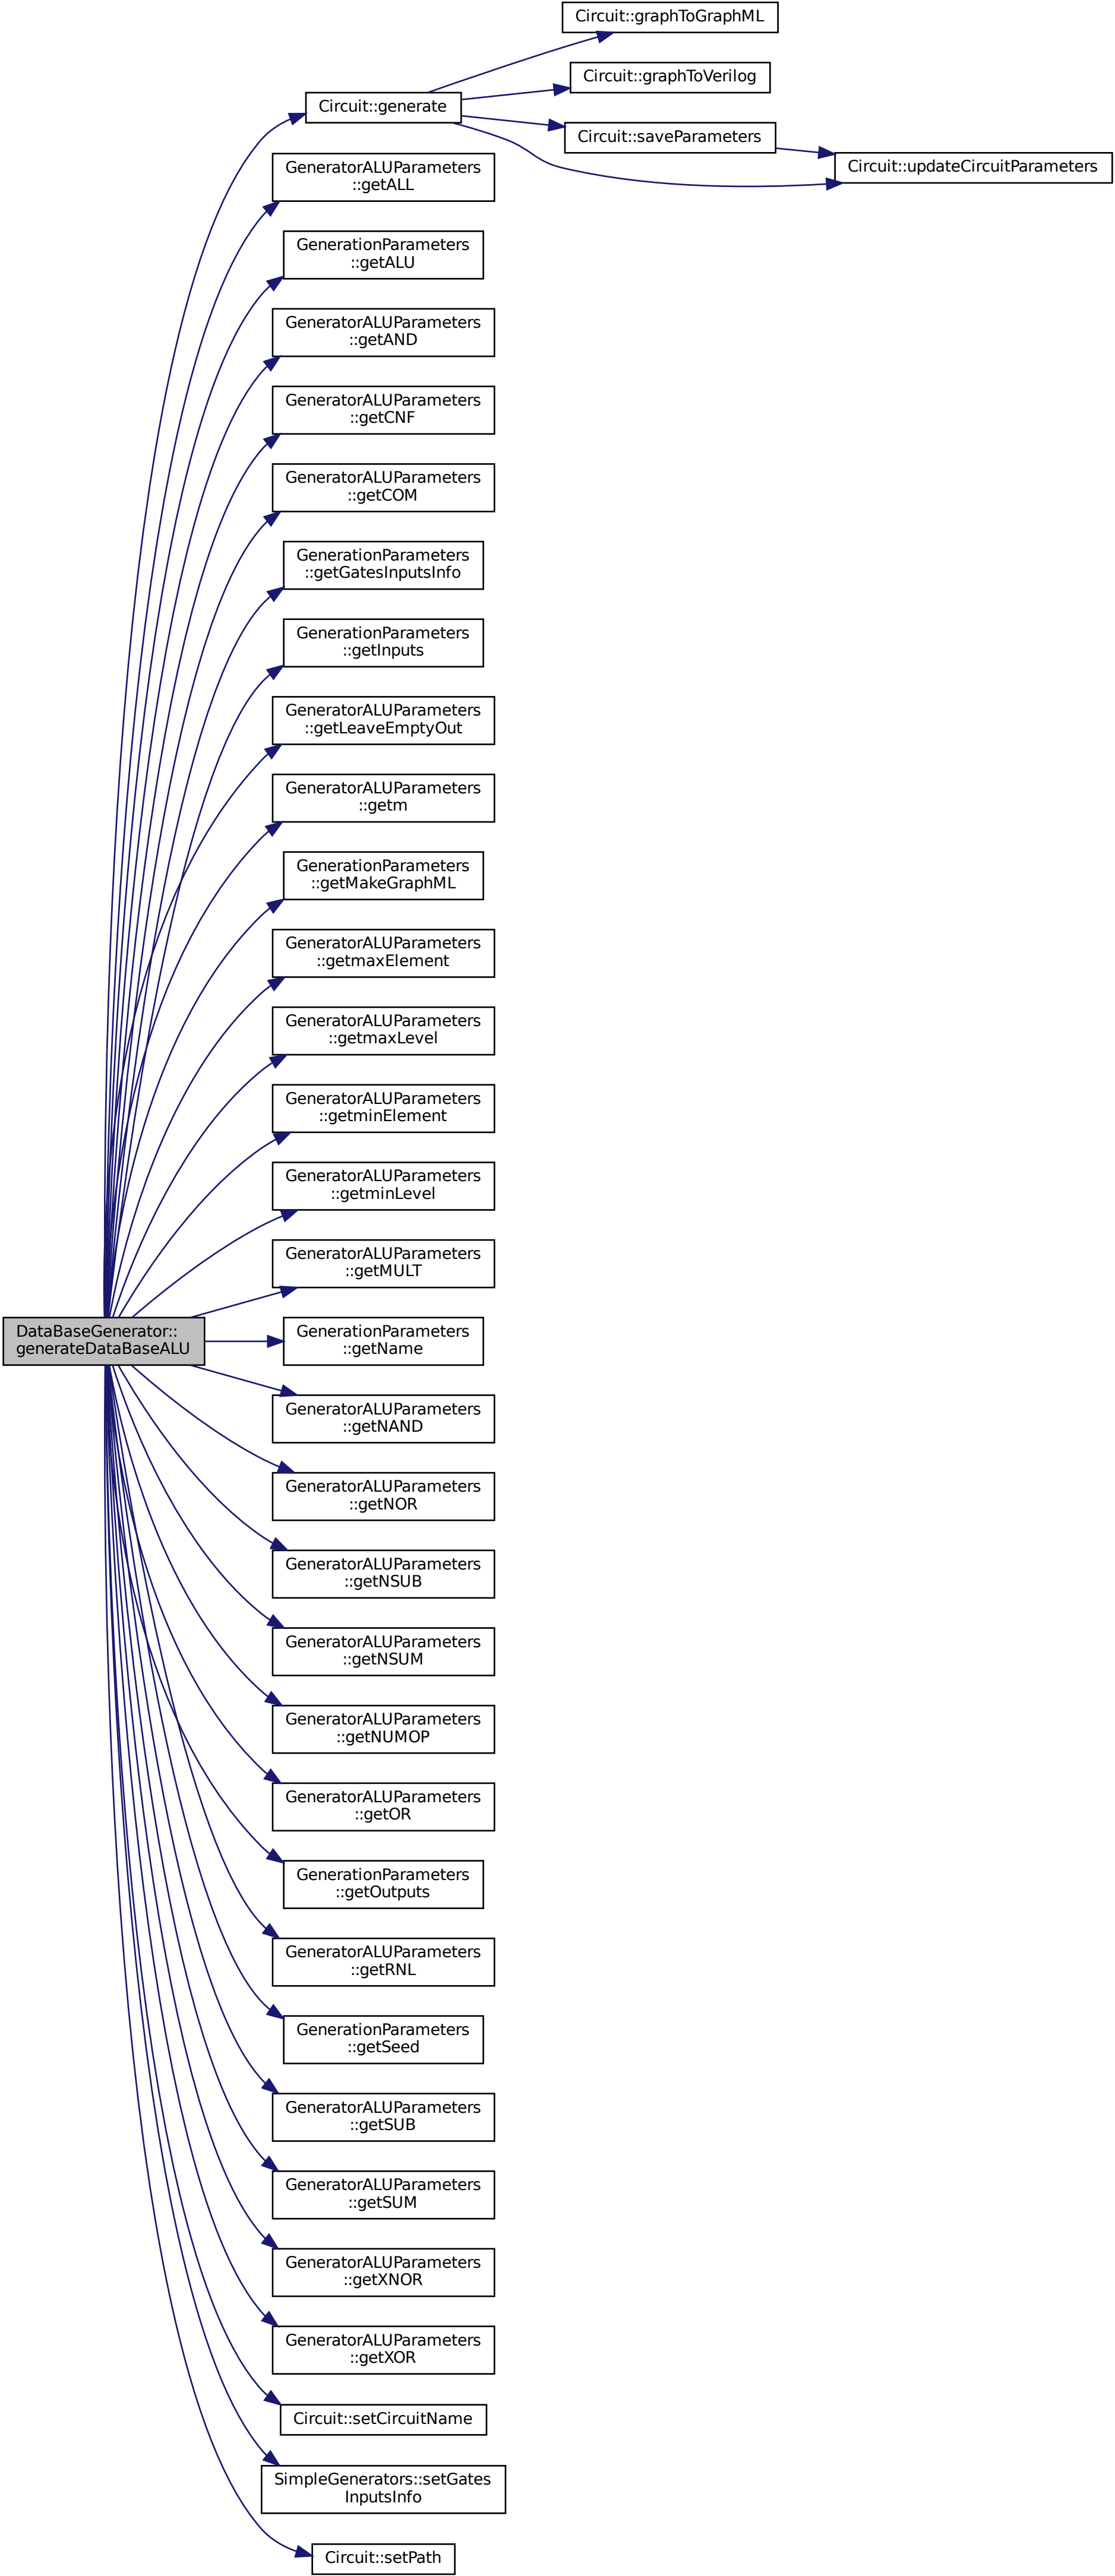 Circuit::graphToGraphML
Circuit::graphToVerilog
Circuit::generate
Circuit::saveParameters
Circuit::updateCircuitParameters
GeneratorALUParameters
::getALL
GenerationParameters
::getALU
GeneratorALUParameters
::getAND
GeneratorALUParameters
::getCNF
GeneratorALUParameters
::getCOM
GenerationParameters
::getGatesInputsInfo
GenerationParameters
::getInputs
GeneratorALUParameters
::getLeaveEmptyOut
GeneratorALUParameters
::getm
GenerationParameters
::getMakeGraphML
GeneratorALUParameters
::getmaxElement
GeneratorALUParameters
::getmaxLevel
GeneratorALUParameters
::getminElement
GeneratorALUParameters
::getminLevel
GeneratorALUParameters
::getMULT
DataBaseGenerator::
generateDataBaseALU
GenerationParameters
::getName
GeneratorALUParameters
::getNAND
GeneratorALUParameters
::getNOR
GeneratorALUParameters
::getNSUB
GeneratorALUParameters
::getNSUM
GeneratorALUParameters
::getNUMOP
GeneratorALUParameters
::getOR
GenerationParameters
::getOutputs
GeneratorALUParameters
::getRNL
GenerationParameters
::getSeed
GeneratorALUParameters
::getSUB
GeneratorALUParameters
::getSUM
GeneratorALUParameters
::getXNOR
GeneratorALUParameters
::getXOR
Circuit::setCircuitName
SimpleGenerators::setGates
InputsInfo
Circuit::setPath